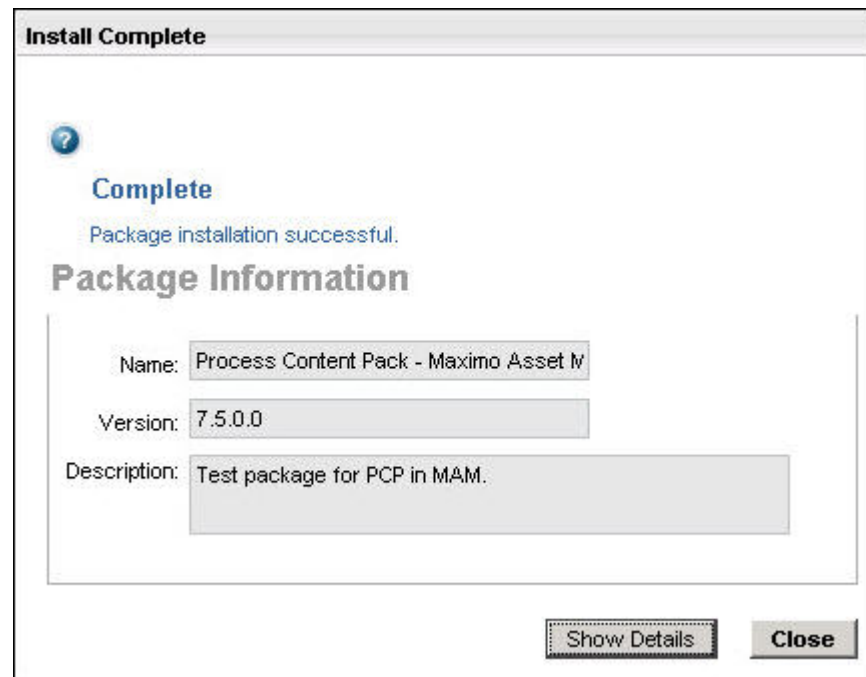 Install Complete
?
Complete
Package installation successful.
Package Information
Name: Process Content Pack - Maximo Asset M
Version: 7.5.0.0
Description: Test package for PCP in MAM.
Show Details Close